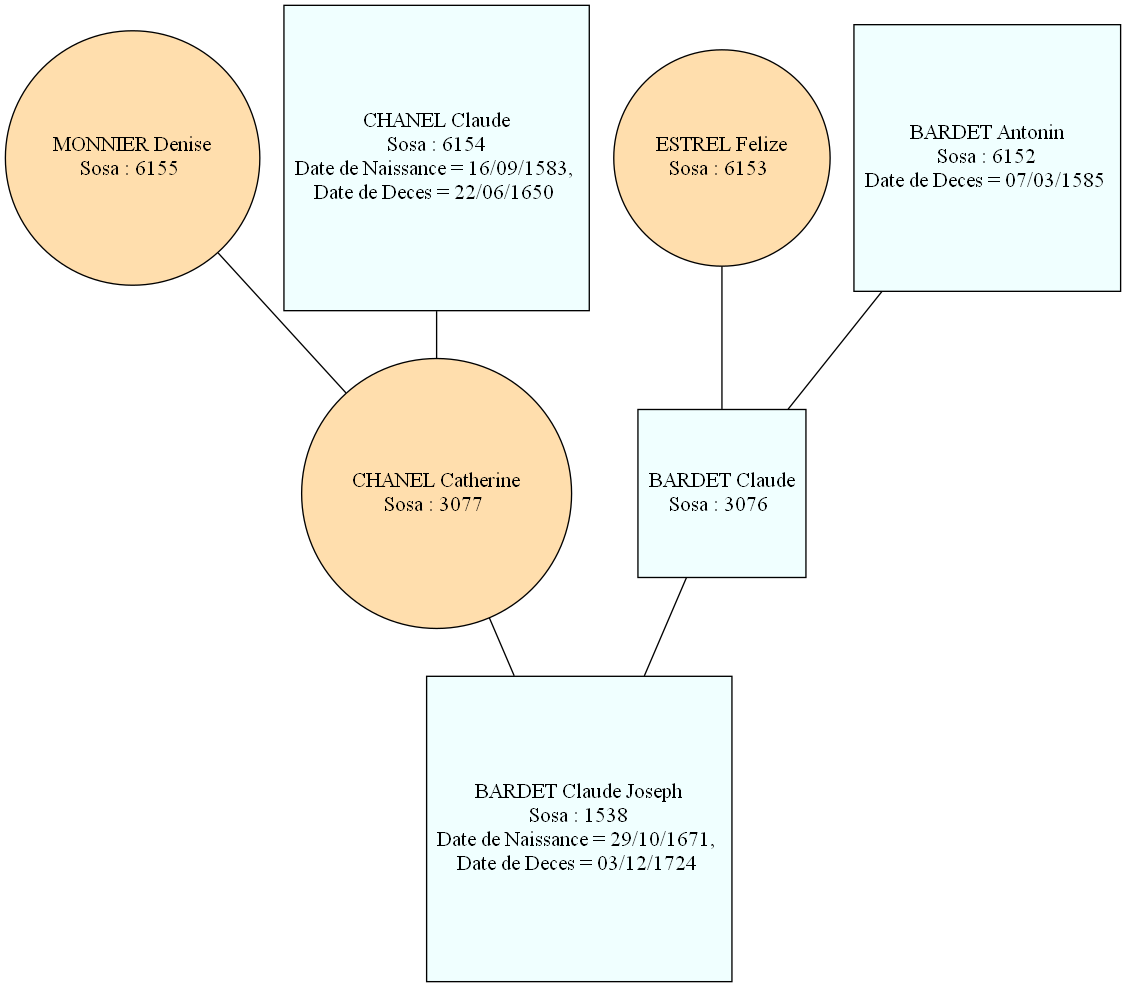 MONNIER Denise
Sosa : 6155
CHANEL Claude
Sosa : 6154
Date de Naissance = 16/09/1583,
Date de Deces = 22/06/1650
ESTREL Felize
Sosa : 6153
BARDET Antonin
Sosa : 6152
Date de Deces = 07/03/1585
CHANEL Catherine
Sosa : 3077
BARDET Claude
Sosa : 3076
BARDET Claude Joseph
Sosa : 1538
Date de Naissance = 29/10/1671,
Date de Deces = 03/12/1724